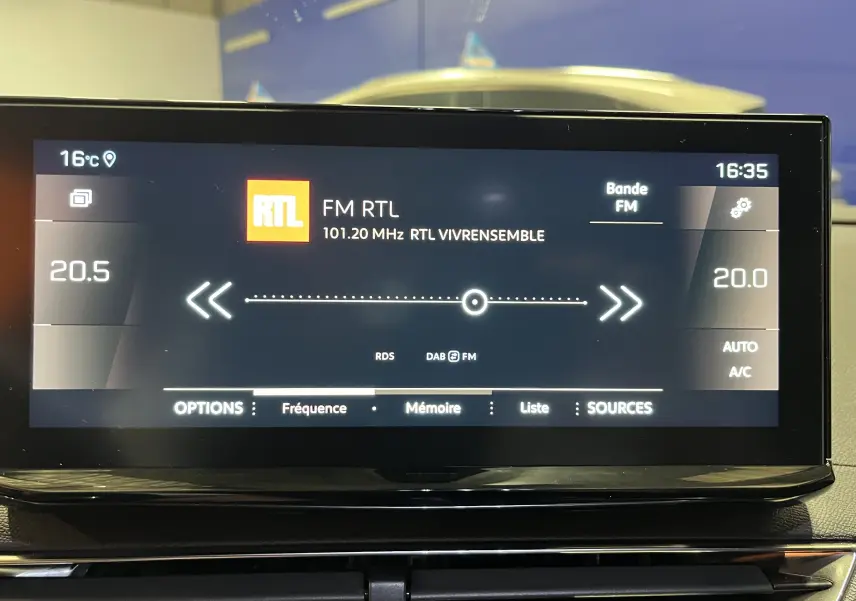 16°C
16:35
RTL
FM RTL
101.20 MHz RTL VIVRENSEMBLE
Bande
FM
20.5
20.0
RDS
DAB FM
AUTO
A/C
OPTIONS Fréquence Mémoire Liste SOURCES